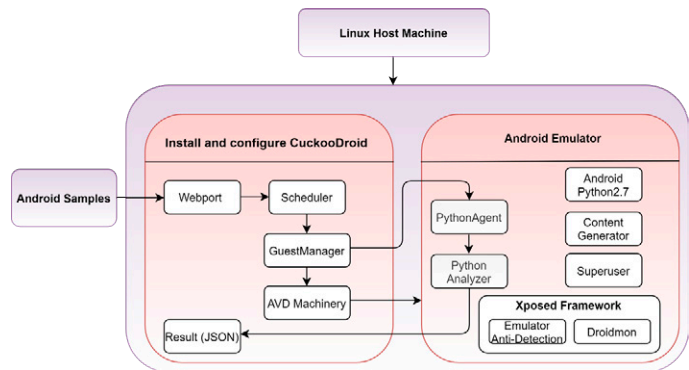 Linux Host Machine
Install and configure CuckooDroid
Android Emulator
Android Samples
Webport
Scheduler
GuestManager
AVD Machinery
Result (JSON)
PythonAgent
Python
Analyzer
Android
Python2.7
Content
Generator
Superuser
Xposed Framework
Emulator
Anti-Detection
Droidmon